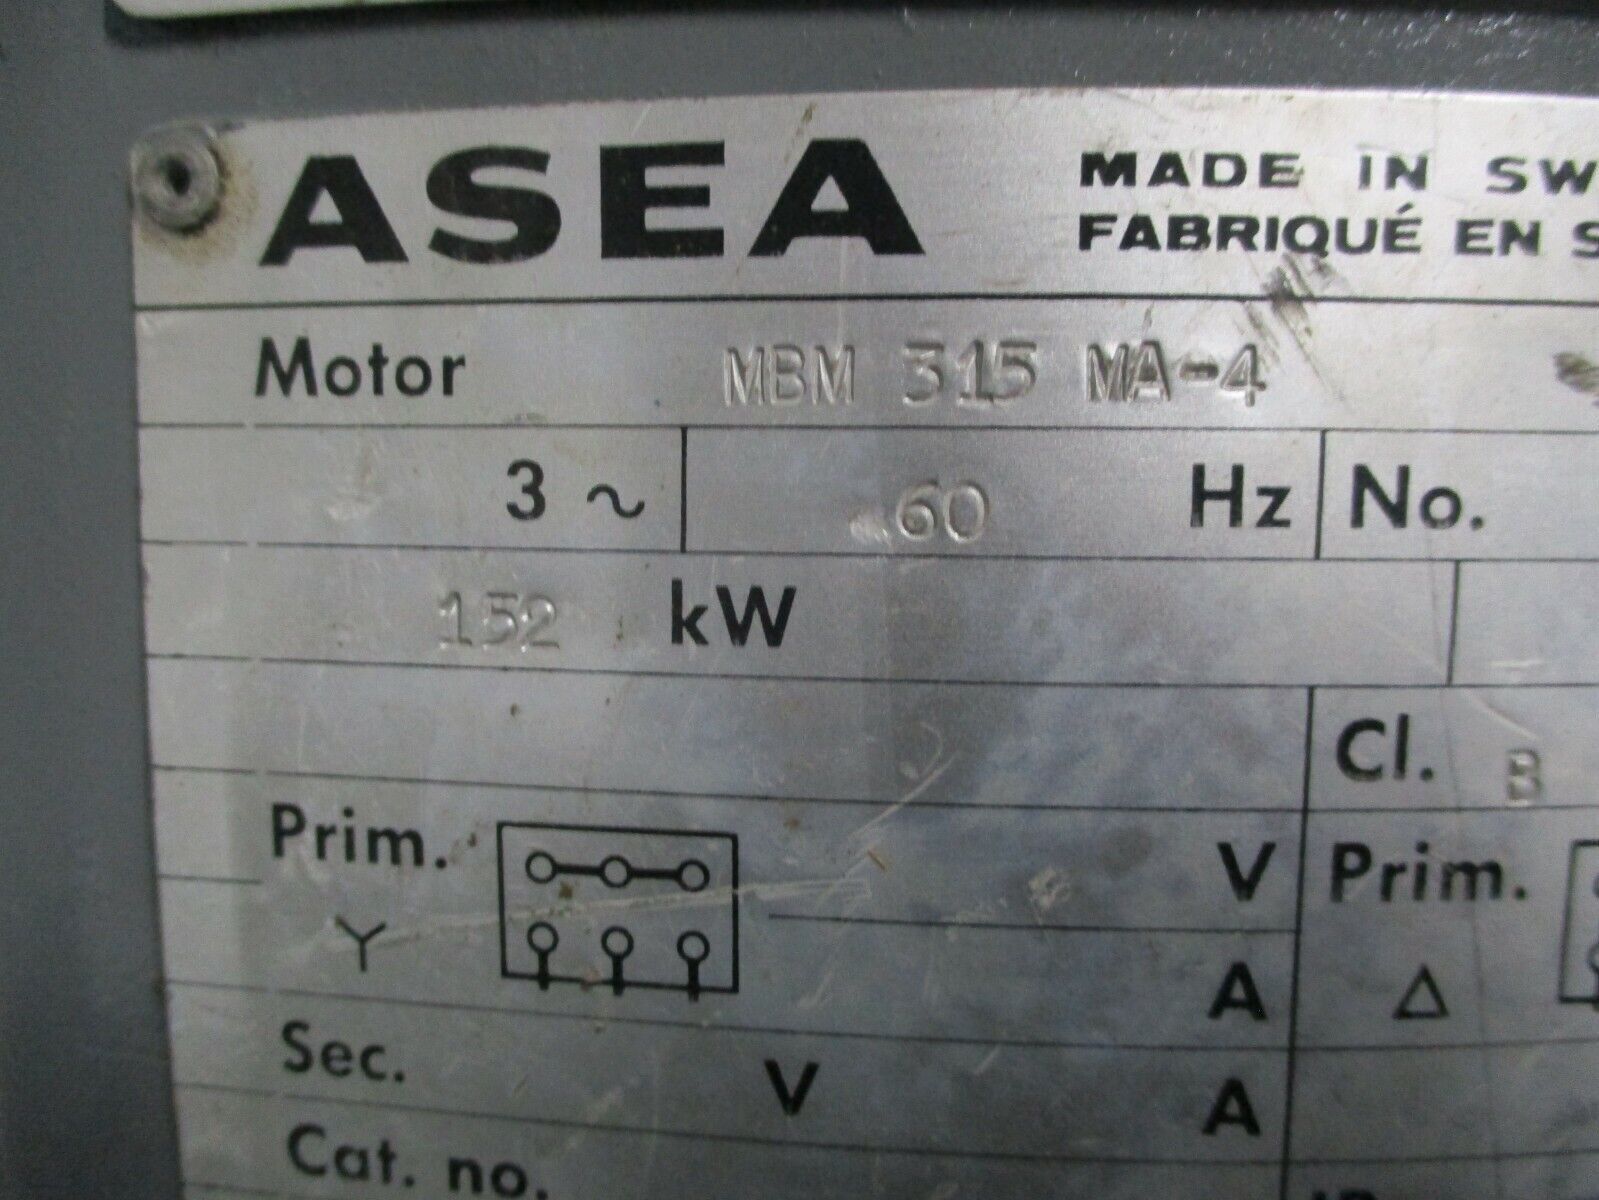 ASEA
MADE IN SW
FABRIQUÉ EN S
Motor MBM 315 MA-4
3 ~ 60 Hz No.
152 kW
Cl. B
Prim. V Prim.
Y A Δ
Sec. V A
Cat. no.